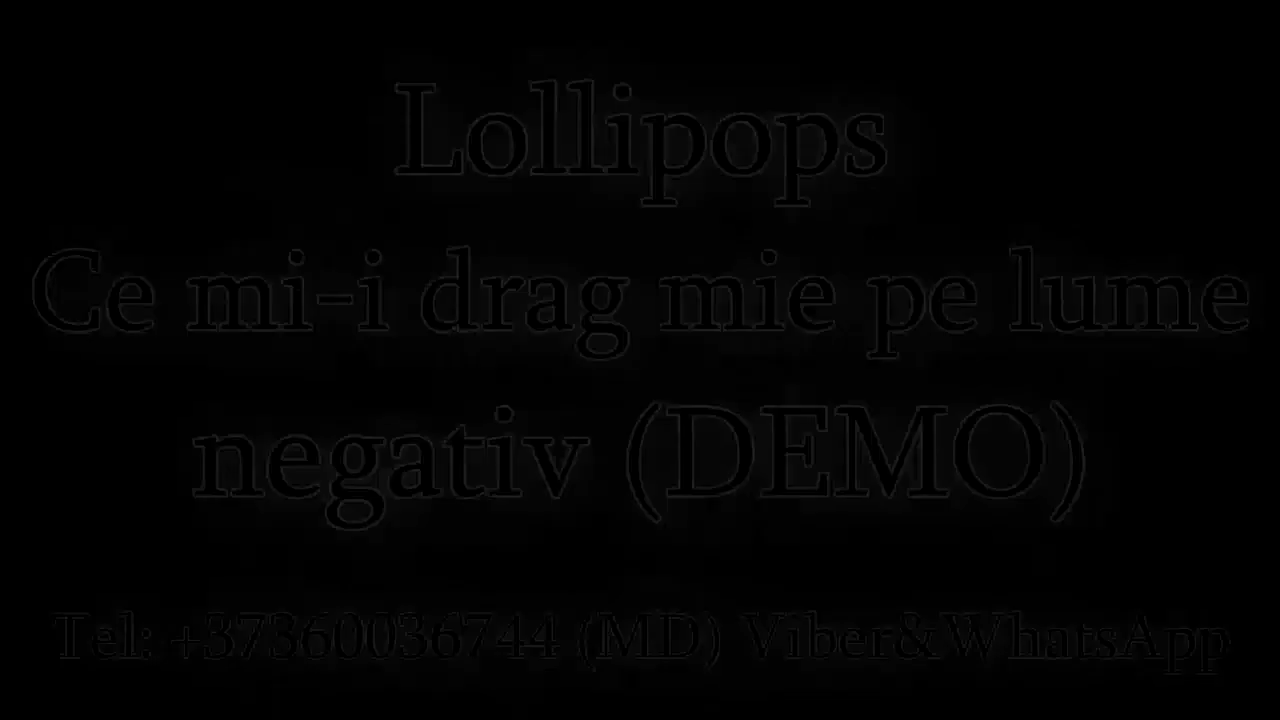 Lollipops
Ce mi-i drag mie pe lume
negativ (DEMO)
Tel: +37360036744 (MD) Viber&WhatsApp